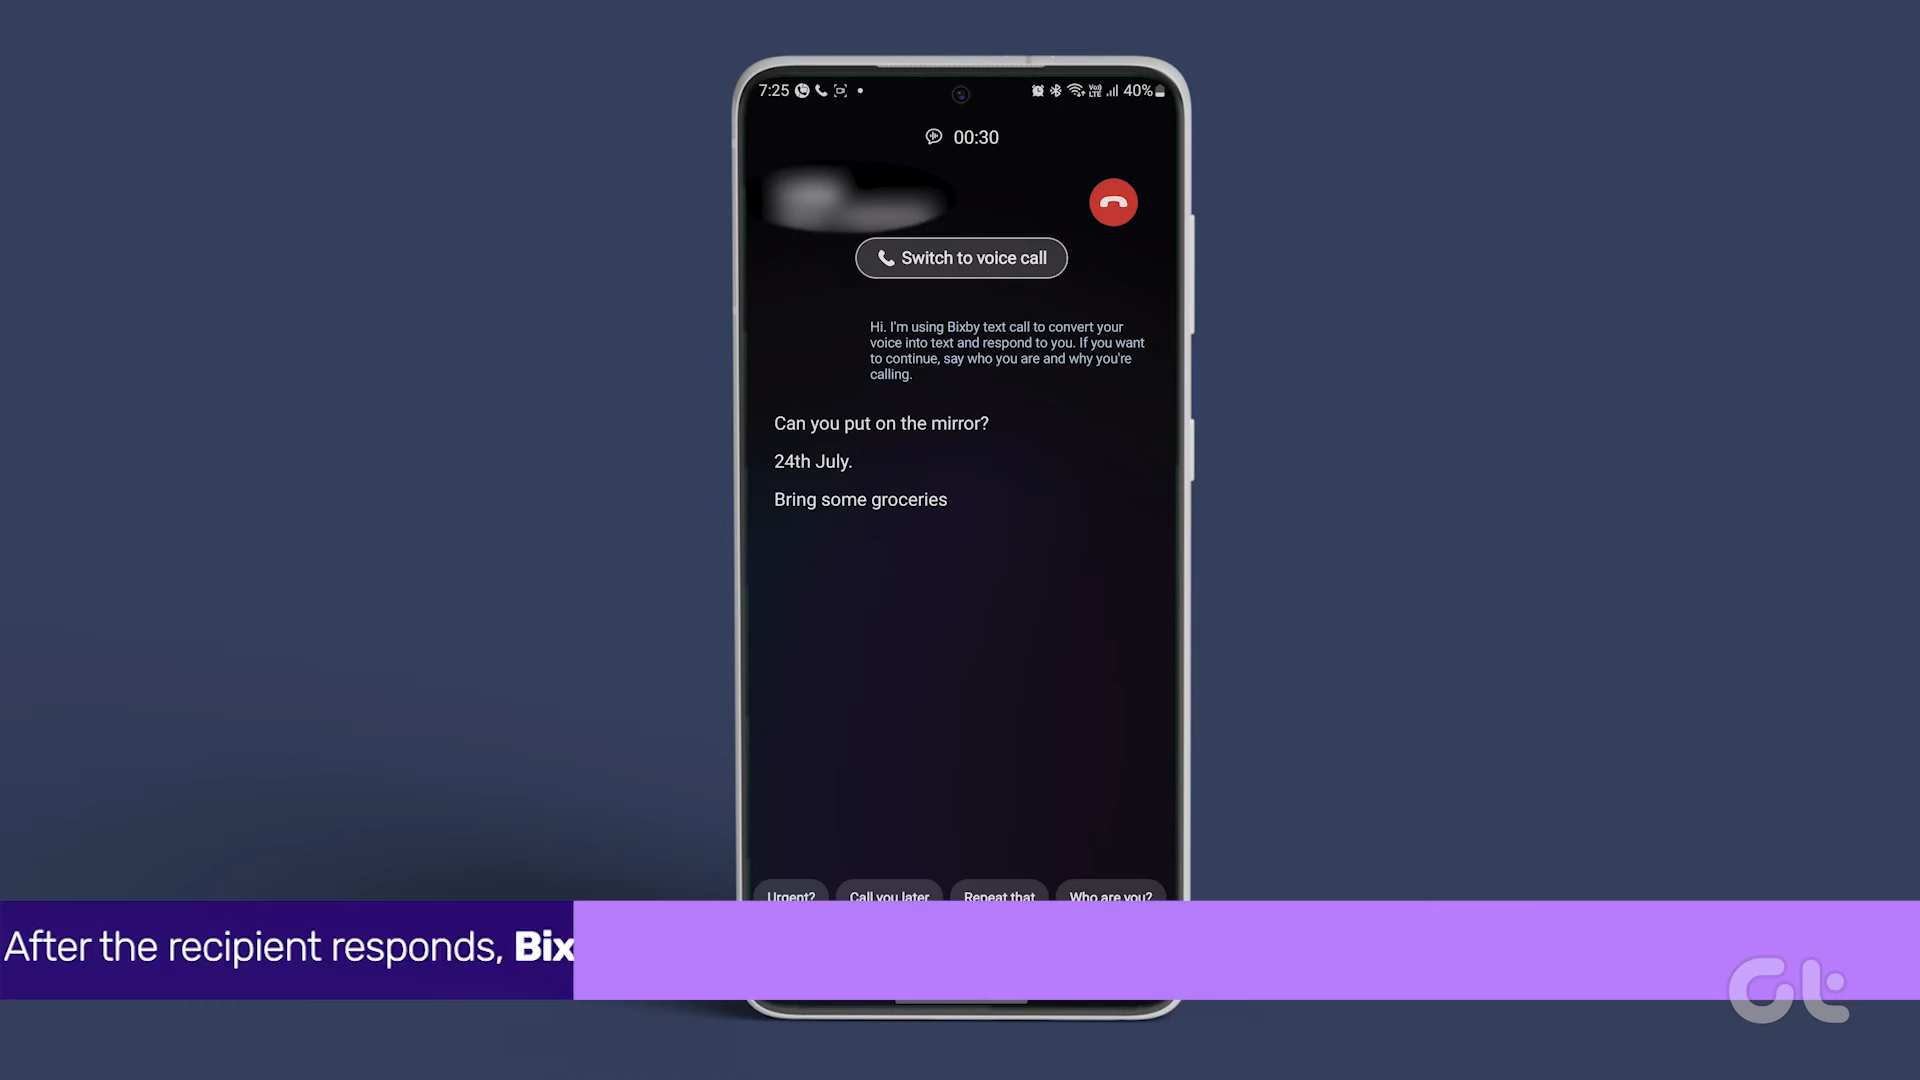 7:25
Vo))
LTE
40%
00:30
Switch to voice call
Hi. I'm using Bixby text call to convert your
voice into text and respond to you. If you want
to continue, say who you are and why you're
calling.
Can you put on the mirror?
24th July.
Bring some groceries
Urgent? Call you later Repeat that Who are you?
After the recipient responds, Bix
Gt